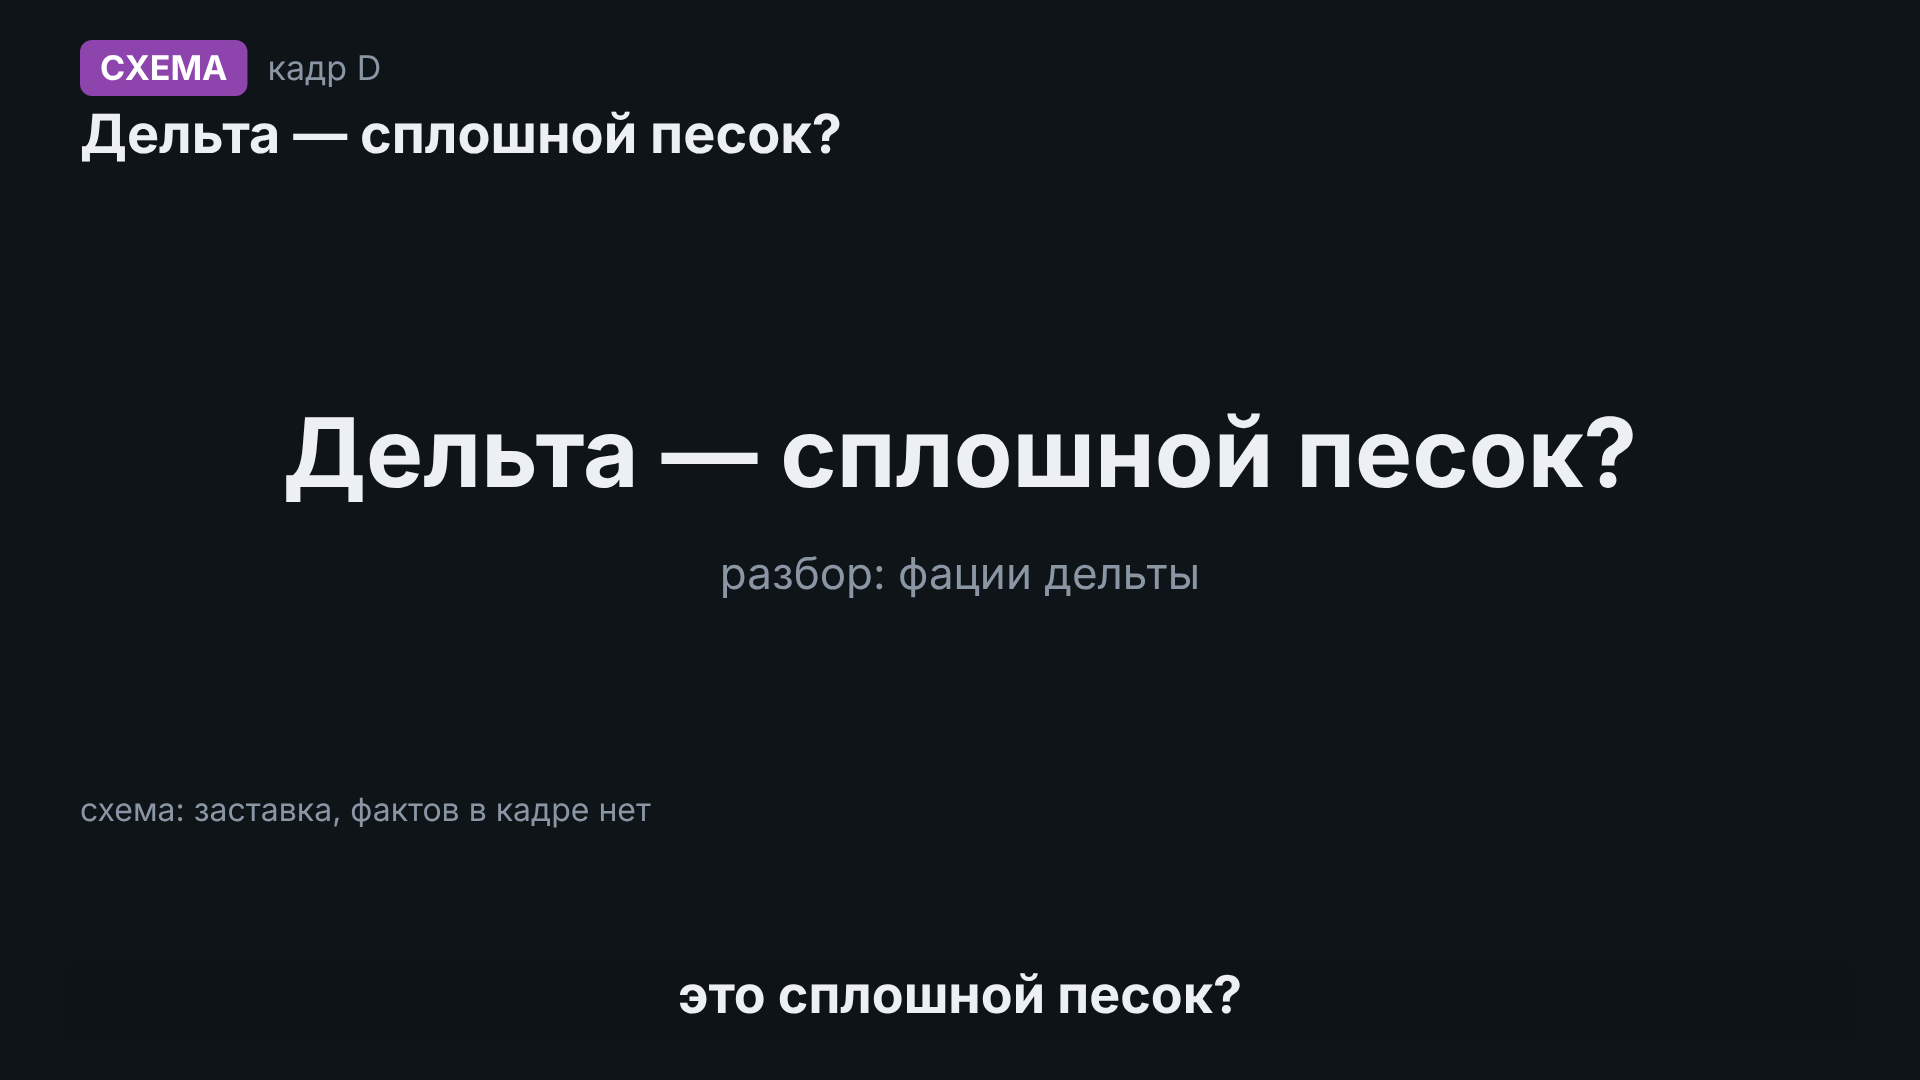 СХЕМА кадр D
Дельта — сплошной песок?
Дельта — сплошной песок?
разбор: фации дельты
схема: заставка, фактов в кадре нет
это сплошной песок?